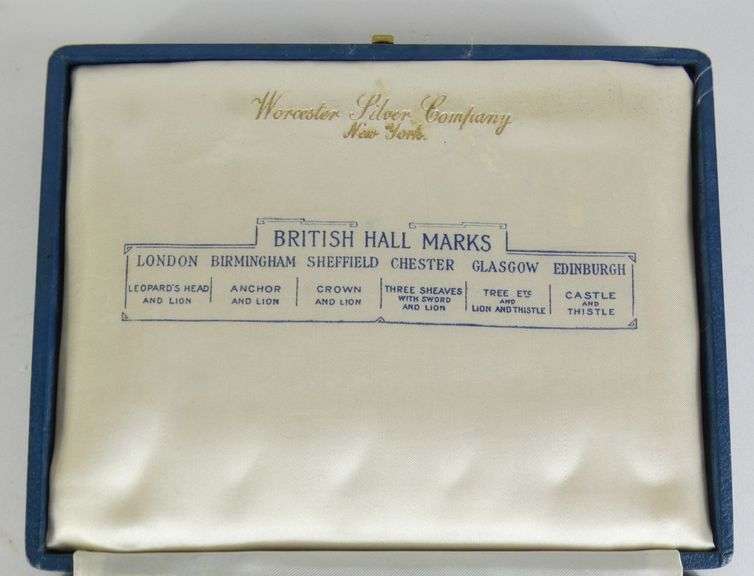 Worcester Silver Company
New York.
BRITISH HALL MARKS
LONDON BIRMINGHAM SHEFFIELD CHESTER GLASGOW EDINBURGH
LEOPARD'S HEAD
AND LION
ANCHOR
AND LION
CROWN
AND LION
THREE SHEAVES
WITH SWORD
AND LION
TREE ETC
AND
LION AND THISTLE
CASTLE
AND
THISTLE